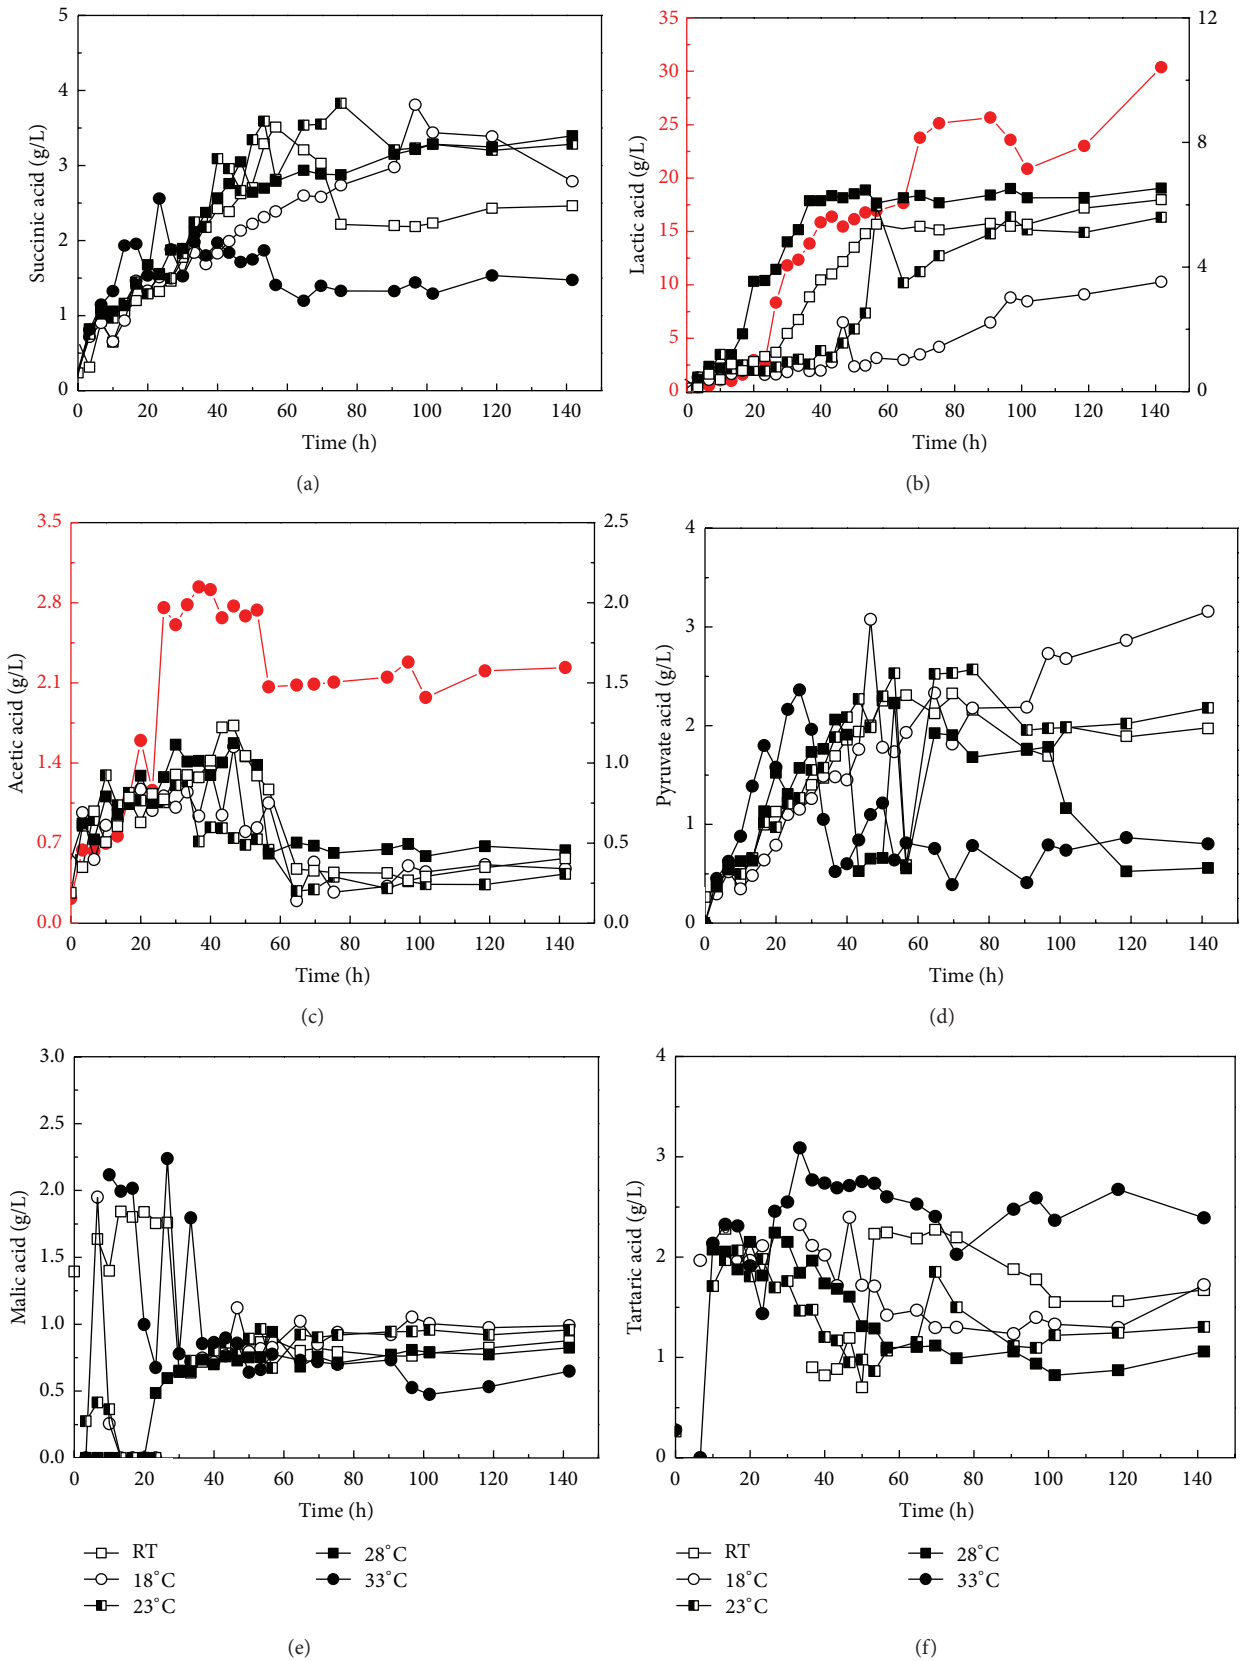 5
4
3
2
1
0
Succinic acid (g/L)
0 20 40 60 80 100 120 140
Time (h)
(a)
35
30
25
20
15
10
5
0
Lactic acid (g/L)
12
8
4
0
0 20 40 60 80 100 120 140
Time (h)
(b)
3.5
2.8
2.1
1.4
0.7
0.0
Acetic acid (g/L)
2.5
2.0
1.5
1.0
0.5
0.0
0 20 40 60 80 100 120 140
Time (h)
(c)
4
3
2
1
0
Pyruvate acid (g/L)
0 20 40 60 80 100 120 140
Time (h)
(d)
3.0
2.5
2.0
1.5
1.0
0.5
0.0
Malic acid (g/L)
0 20 40 60 80 100 120 140
Time (h)
RT
18°C
23°C
28°C
33°C
(e)
4
3
2
1
0
Tartaric acid (g/L)
0 20 40 60 80 100 120 140
Time (h)
RT
18°C
23°C
28°C
33°C
(f)